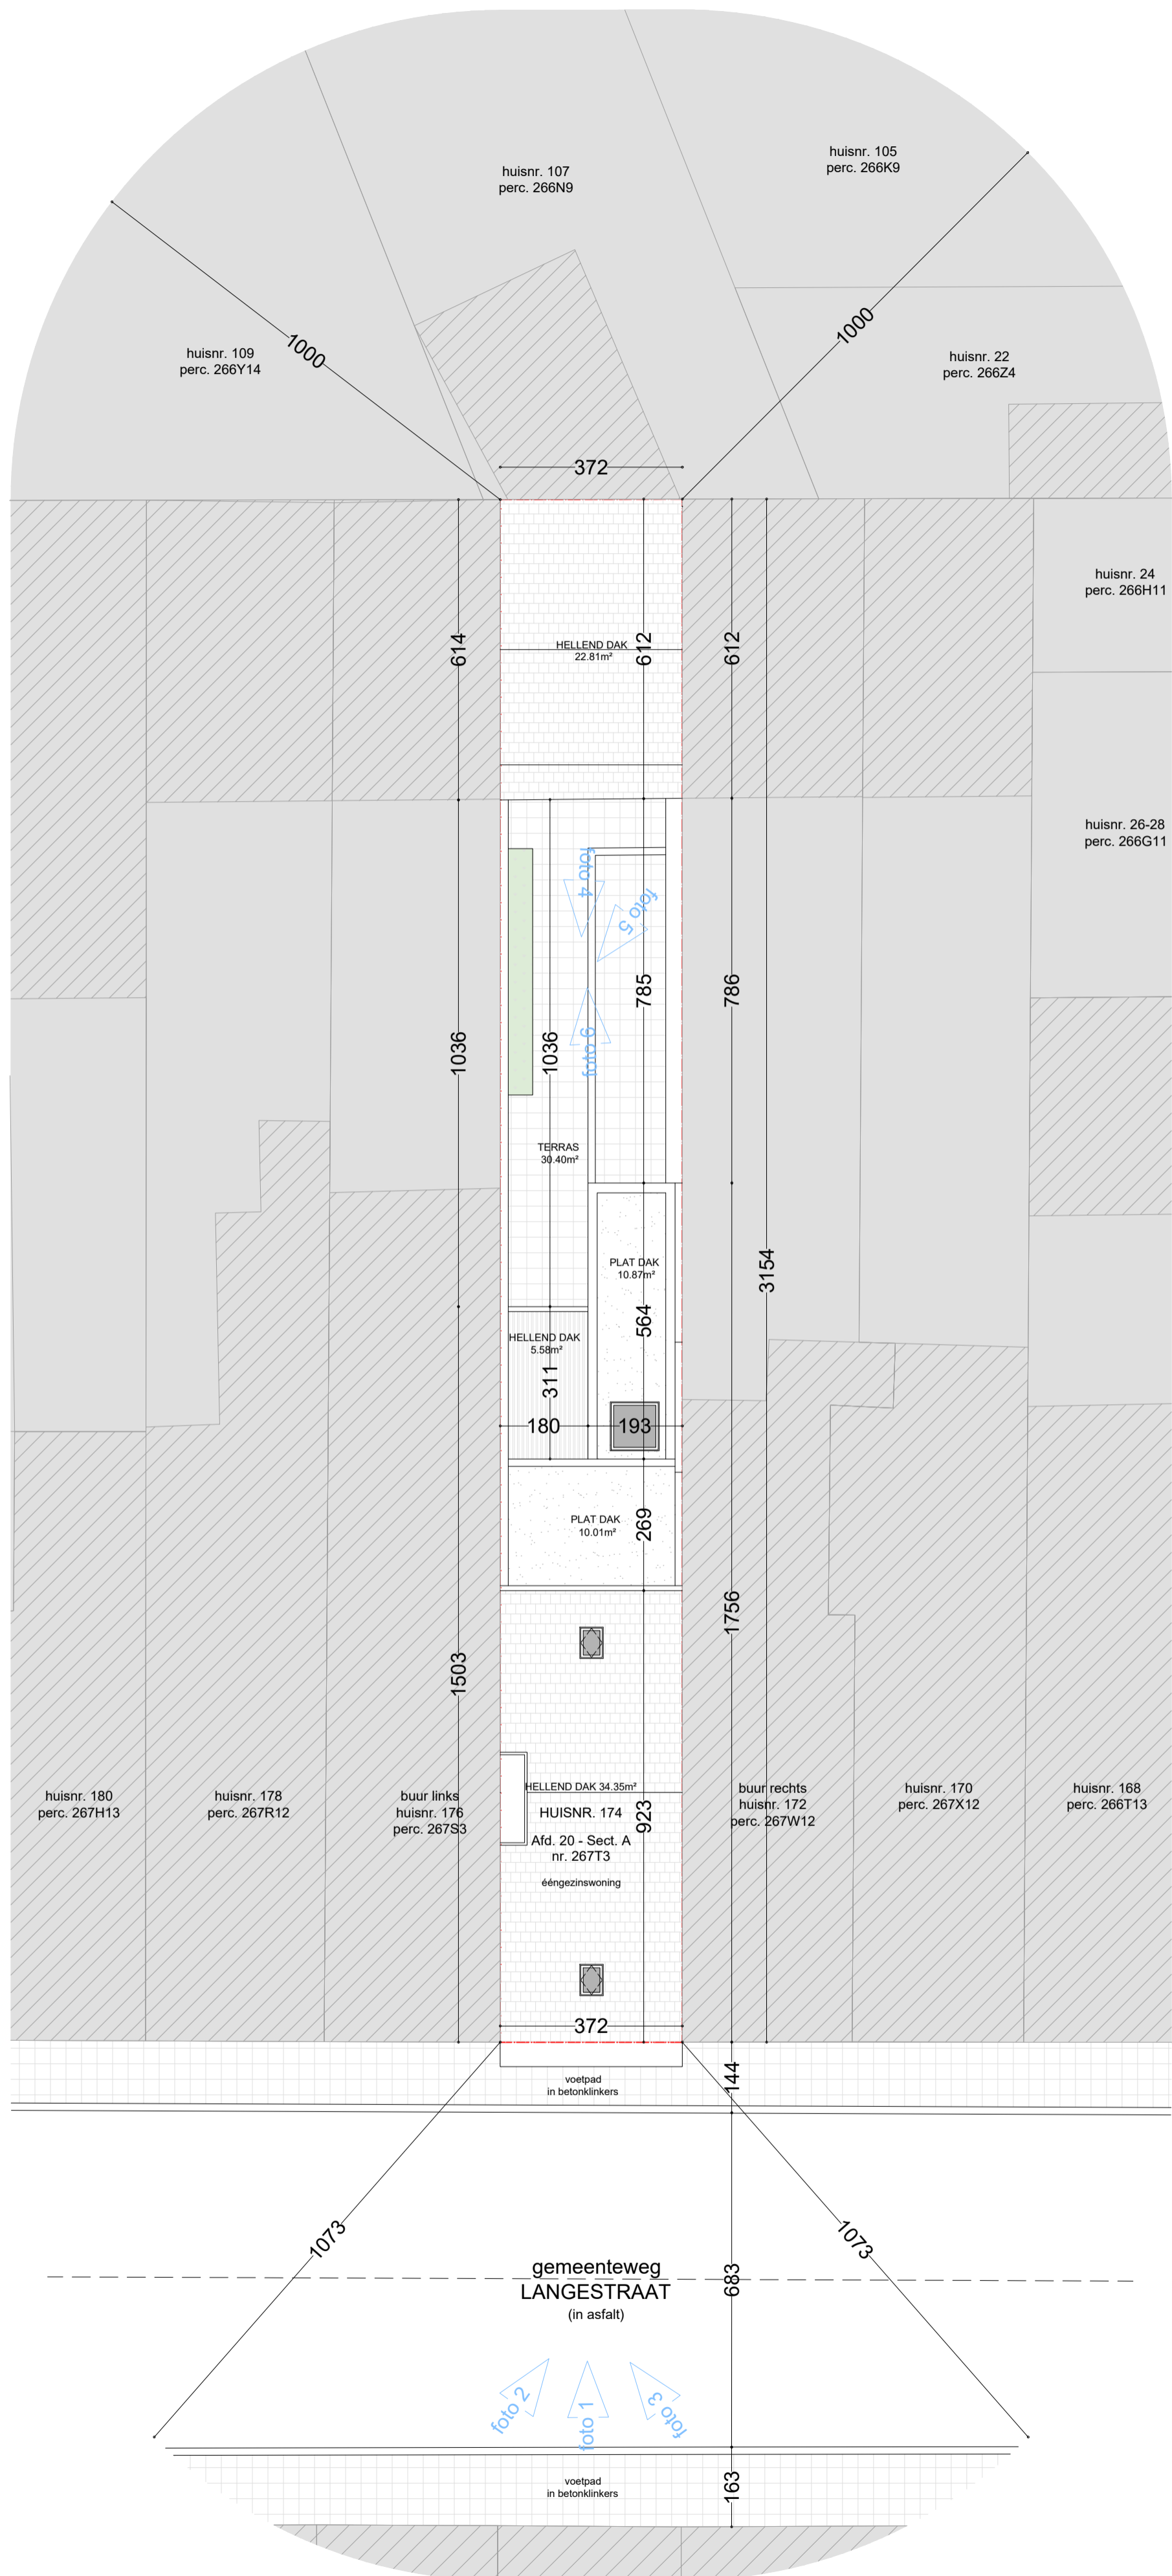 huisnr. 105
perc. 266K9
huisnr. 107
perc. 266N9
1000
1000
huisnr. 109
perc. 266Y14
huisnr. 22
perc. 266Z4
372
huisnr. 24
perc. 266H11
614
HELLEND DAK
22.81m²
612
612
huisnr. 26-28
perc. 266G11
foto 4
foto 5
785
786
1036
1036
foto 6
TERRAS
30.40m²
PLAT DAK
10.87m²
3154
564
HELLEND DAK
5.58m²
311
180
193
PLAT DAK
10.01m²
269
1756
1503
HELLEND DAK 34.35m²
huisnr. 180
perc. 267H13
huisnr. 178
perc. 267R12
buur links
huisnr. 176
perc. 267S3
HUISNR. 174
Afd. 20 - Sect. A
nr. 267T3
ééngezinswoning
923
buur rechts
huisnr. 172
perc. 267W12
huisnr. 170
perc. 267X12
huisnr. 168
perc. 266T13
372
144
voetpad
in betonklinkers
1073
1073
gemeenteweg
LANGESTRAAT
(in asfalt)
683
foto 2
foto 1
foto 3
voetpad
in betonklinkers
163